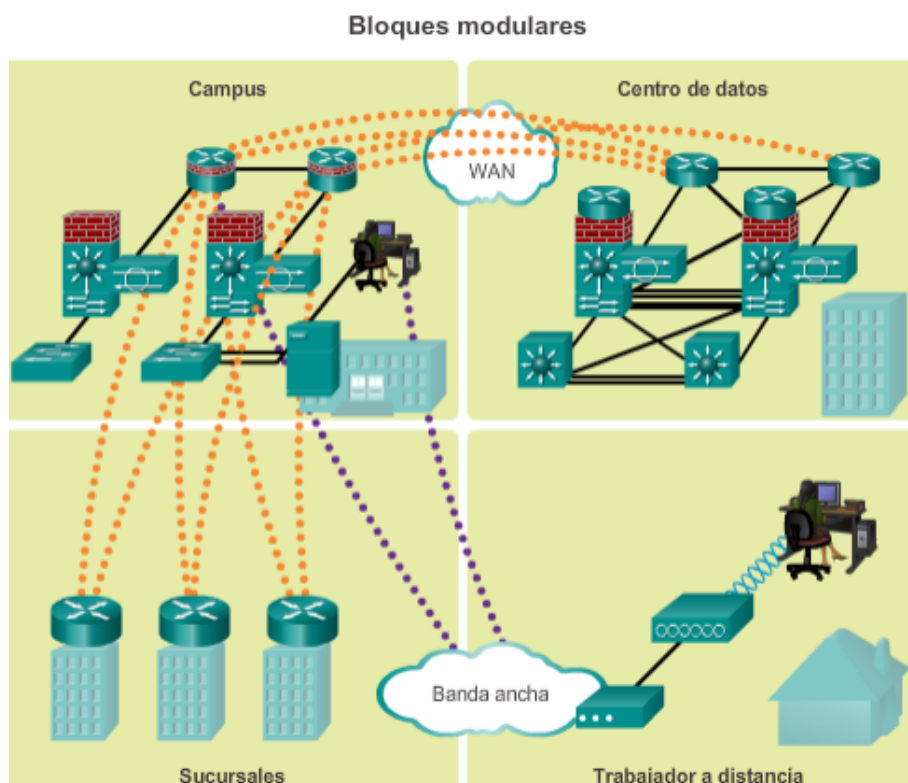 Bloques modulares
Campus
Centro de datos
WAN
Banda ancha
Sucursales
Trabajador a distancia